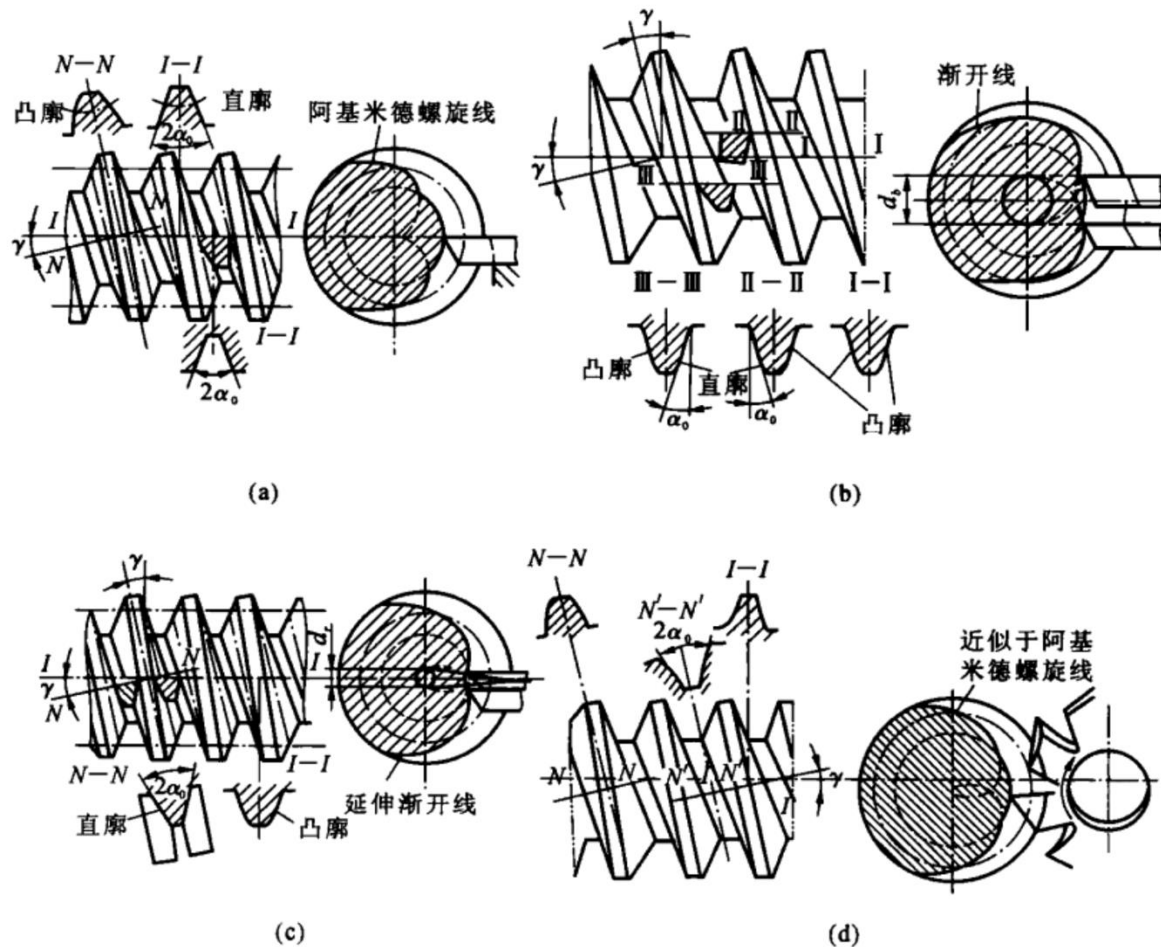 N—N
I—I
凸廓
直廓
2α₀
阿基米德螺旋线
N
I
I
γ
N
I—I
2α₀
(a)
γ
渐开线
Ⅱ
Ⅱ
I
I
γ
Ⅲ
Ⅲ
d_b
Ⅲ—Ⅲ
Ⅱ—Ⅱ
I—I
凸廓
直廓
α₀
α₀
凸廓
(b)
γ
I
N
I
d_r
γ
N
N—N
2α₀
I—I
直廓
凸廓
延伸渐开线
(c)
N—N
I—I
N′—N′
2α₀
近似于阿基
米德螺旋线
N
N
N′
I
N′
γ
I
(d)